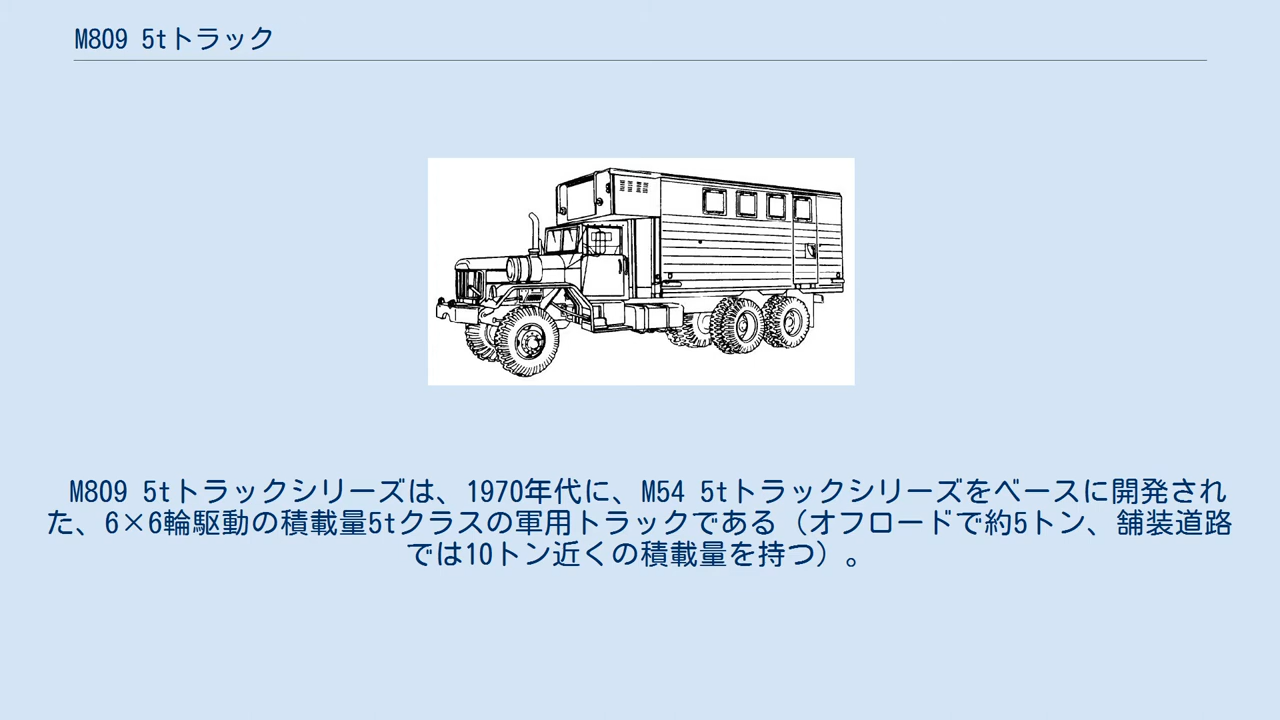 M809 5tトラック
M809 5tトラックシリーズは、1970年代に、M54 5tトラックシリーズをベースに開発され
た、6×6輪駆動の積載量5tクラスの軍用トラックである（オフロードで約5トン、舗装道路
では10トン近くの積載量を持つ）。